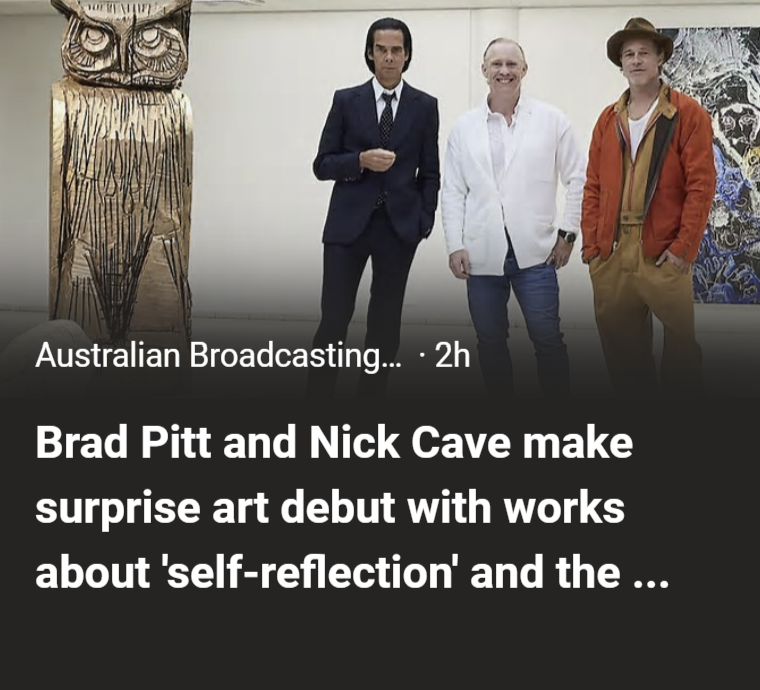 Australian Broadcasting... · 2h
Brad Pitt and Nick Cave make
surprise art debut with works
about 'self-reflection' and the ...